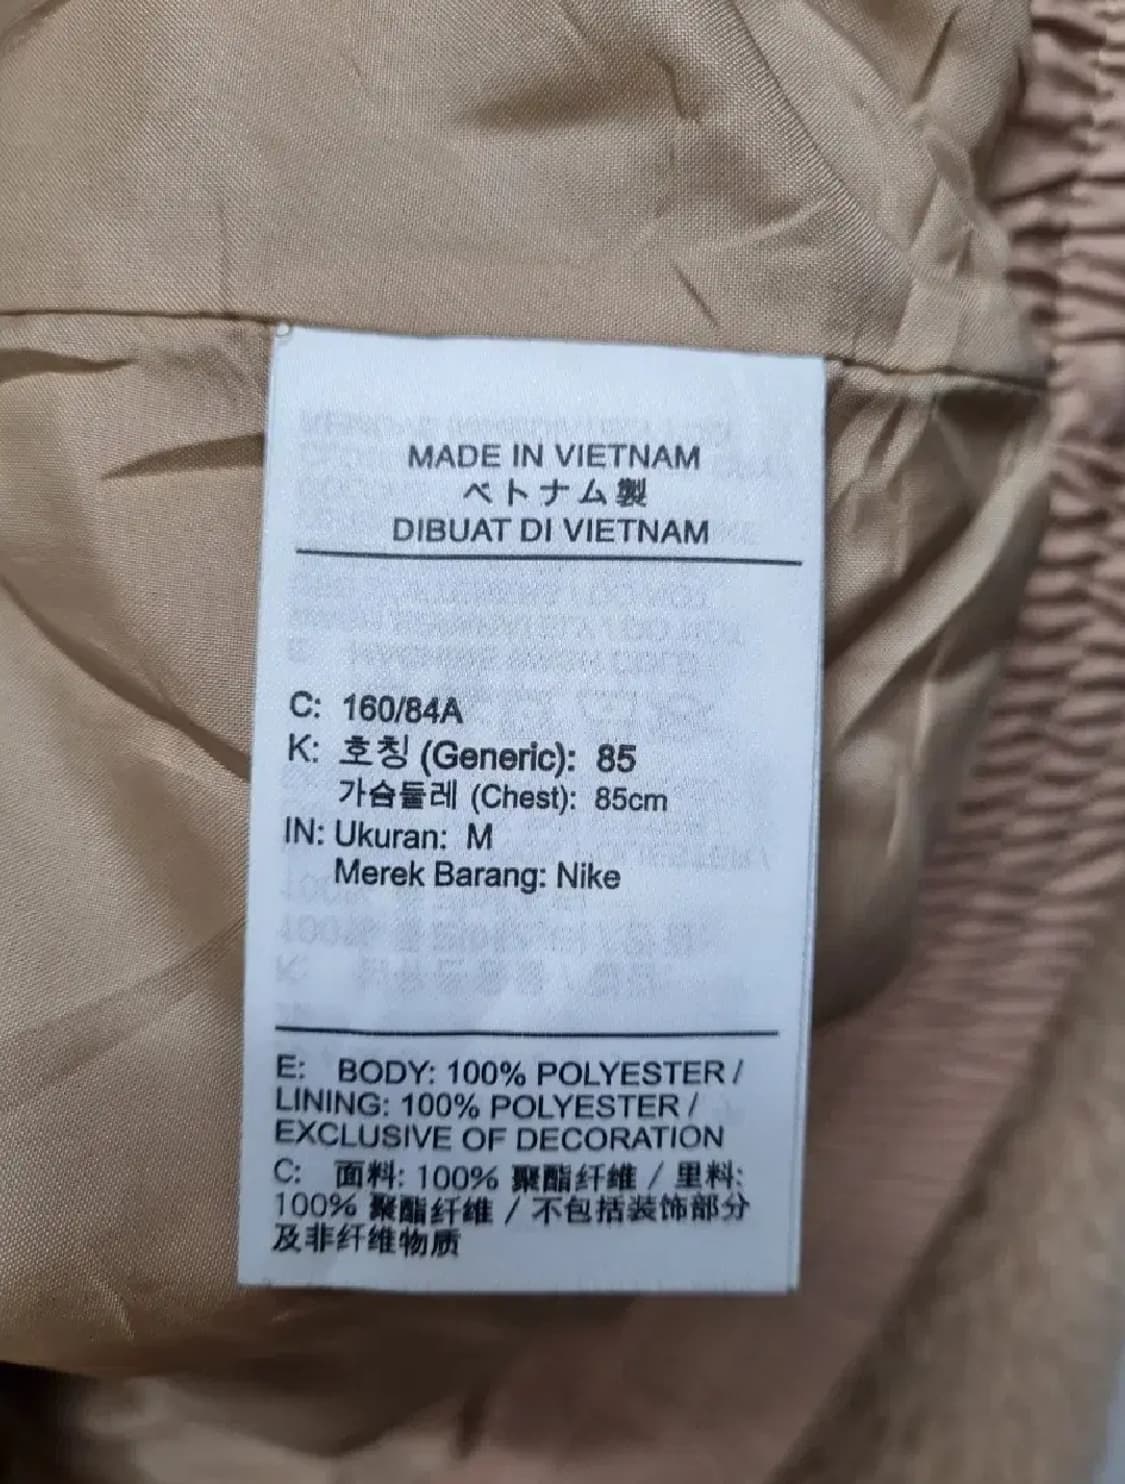 MADE IN VIETNAM
ベトナム製
DIBUAT DI VIETNAM
C: 160/84A
K: 호칭 (Generic): 85
가슴둘레 (Chest): 85cm
IN: Ukuran: M
Merek Barang: Nike
E: BODY: 100% POLYESTER /
LINING: 100% POLYESTER /
EXCLUSIVE OF DECORATION
C: 面料: 100% 聚酯纤维 / 里料:
100% 聚酯纤维 / 不包括装饰部分
及非纤维物质